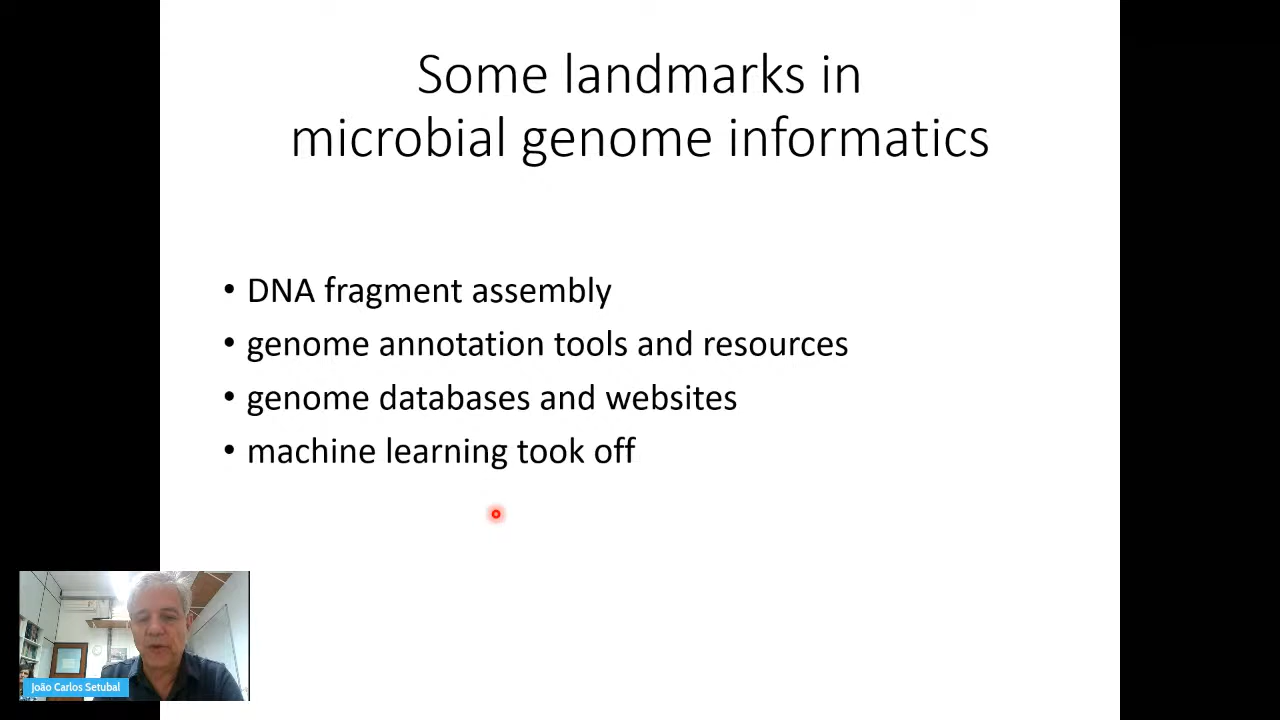 Some landmarks in
microbial genome informatics
• DNA fragment assembly
• genome annotation tools and resources
• genome databases and websites
• machine learning took off
João Carlos Setubal